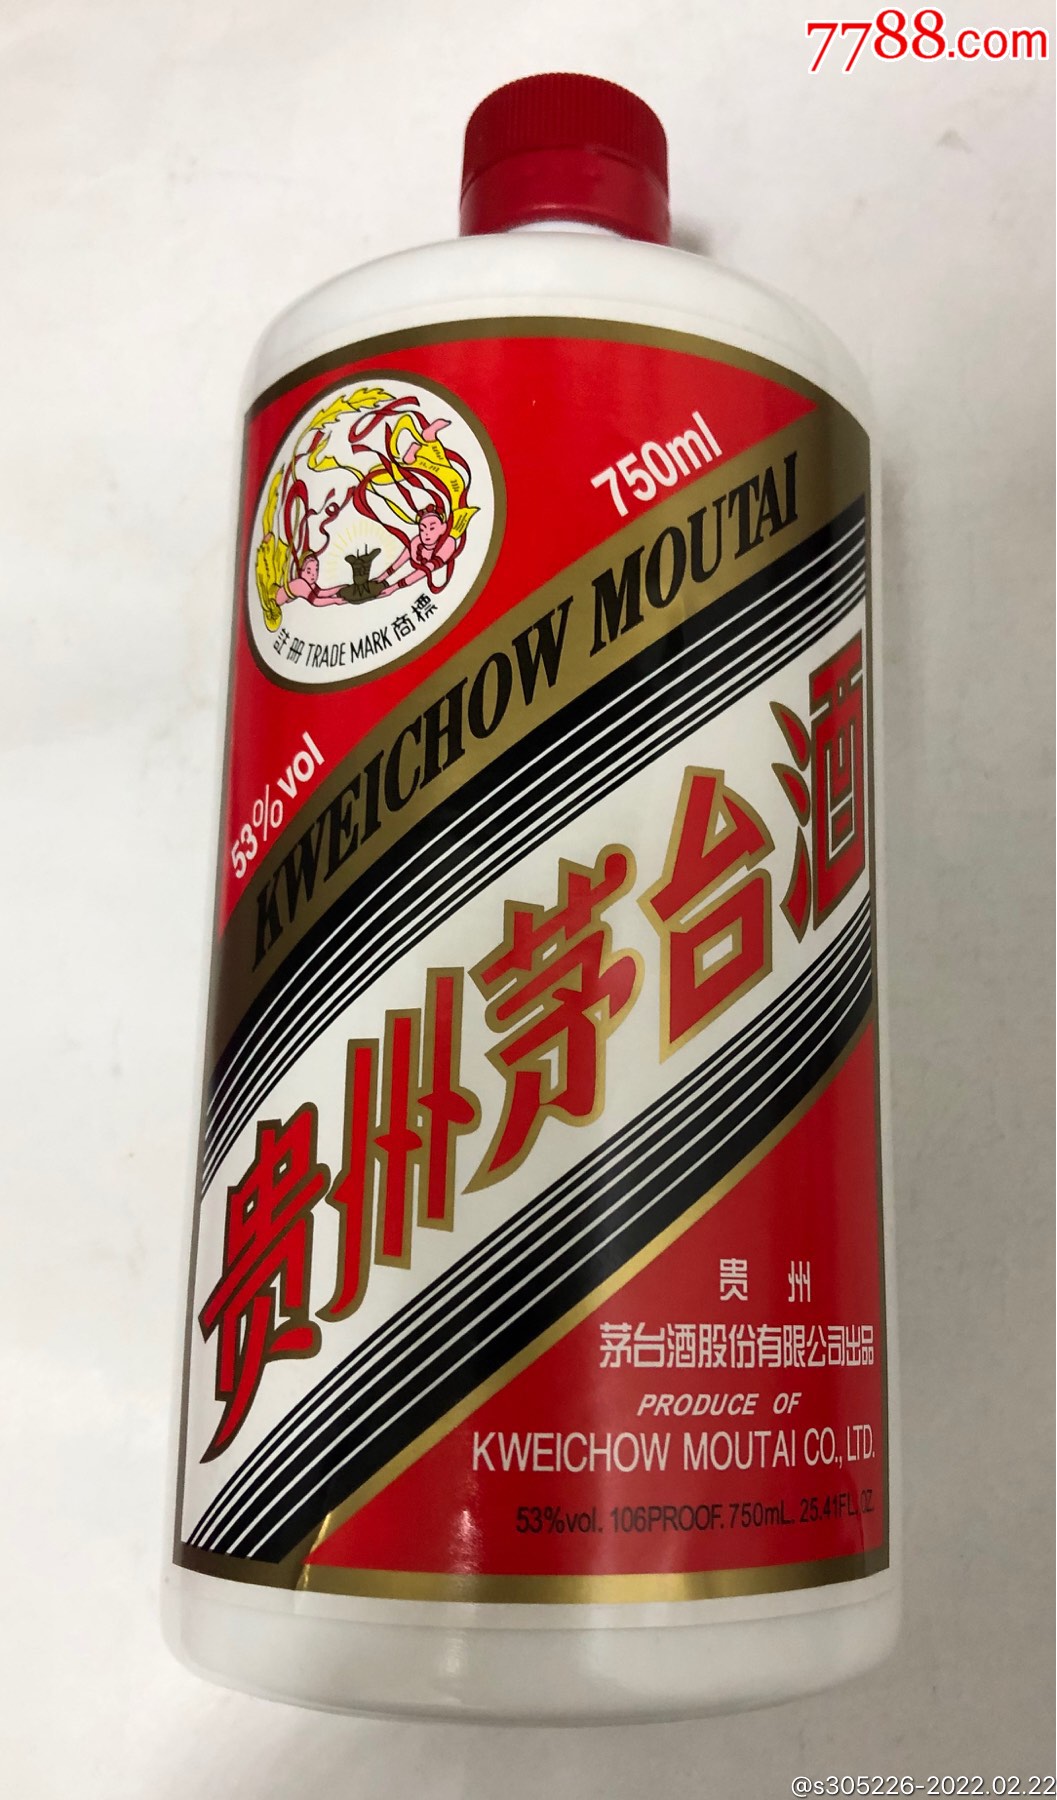 7788.com
註册 TRADE MARK 商標
750ml
53%vol
KWEICHOW MOUTAI
贵州茅台酒
贵 州
茅台酒股份有限公司出品
PRODUCE OF
KWEICHOW MOUTAI CO., LTD.
53%vol. 106PROOF. 750mL. 25.41FL. OZ
@s305226-2022.02.22